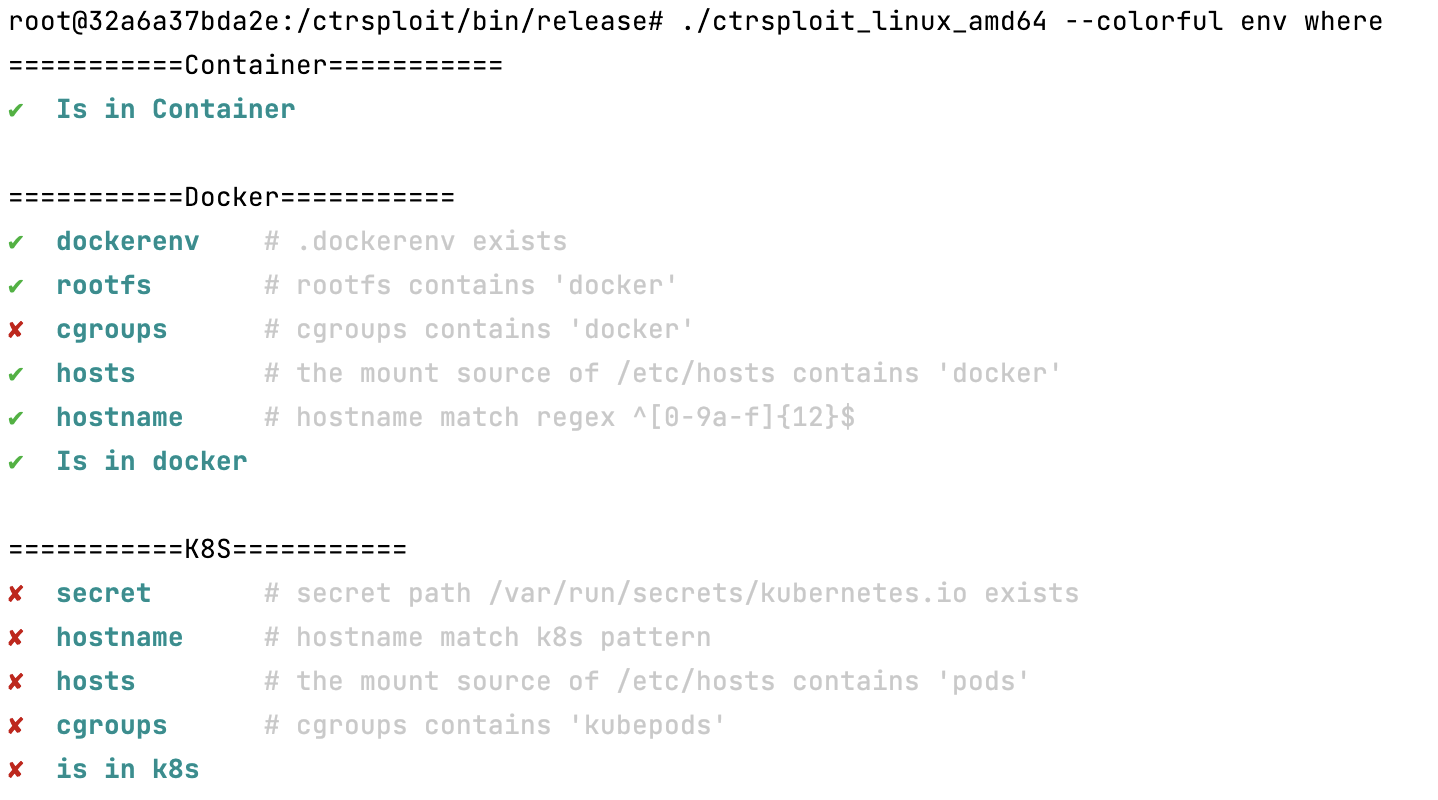 root@32a6a37bda2e:/ctrsploit/bin/release# ./ctrsploit_linux_amd64 --colorful env where
===========Container===========
✔  Is in Container
===========Docker===========
✔  dockerenv    # .dockerenv exists
✔  rootfs       # rootfs contains 'docker'
✘  cgroups      # cgroups contains 'docker'
✔  hosts        # the mount source of /etc/hosts contains 'docker'
✔  hostname     # hostname match regex ^[0-9a-f]{12}$
✔  Is in docker
===========K8S===========
✘  secret       # secret path /var/run/secrets/kubernetes.io exists
✘  hostname     # hostname match k8s pattern
✘  hosts        # the mount source of /etc/hosts contains 'pods'
✘  cgroups      # cgroups contains 'kubepods'
✘  is in k8s